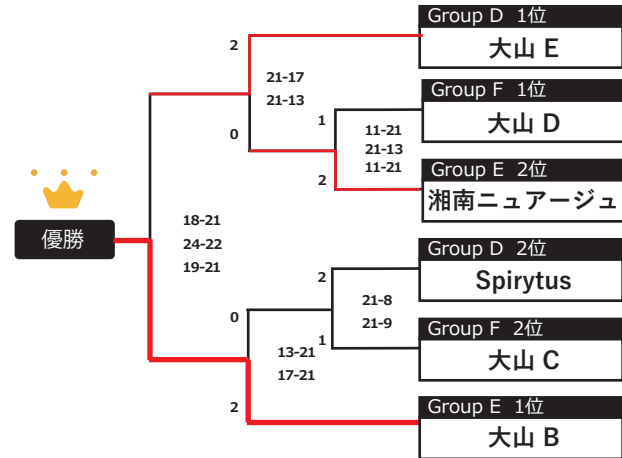 Group D 1位
大山 E
2
21-17
21-13
0
Group F 1位
大山 D
1
11-21
21-13
11-21
2
Group E 2位
湘南ニュアージュ
優勝
18-21
24-22
19-21
Group D 2位
Spirytus
2
21-8
21-9
1
Group F 2位
大山 C
0
13-21
17-21
2
Group E 1位
大山 B